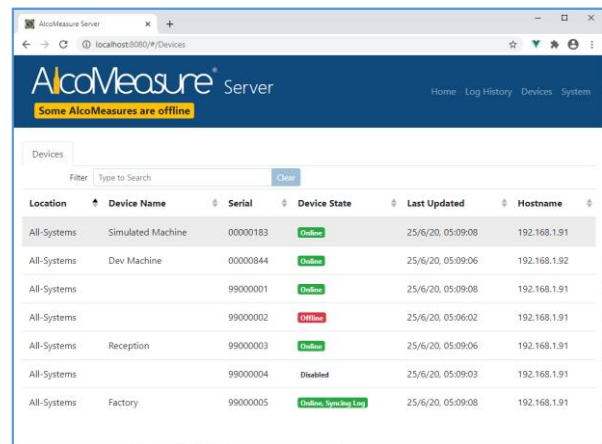 AlcoMeasure Server
localhost:8080/#/Devices
AlcoMeasure® Server
Some AlcoMeasures are offline
Home Log History Devices System
Devices
Filter Type to Search Clear
Location Device Name Serial Device State Last Updated Hostname
All-Systems Simulated Machine 00000183 Online 25/6/20, 05:09:08 192.168.1.91
All-Systems Dev Machine 00000844 Online 25/6/20, 05:09:06 192.168.1.92
All-Systems 99000001 Online 25/6/20, 05:09:08 192.168.1.91
All-Systems 99000002 Offline 25/6/20, 05:06:02 192.168.1.91
All-Systems Reception 99000003 Online 25/6/20, 05:09:06 192.168.1.91
All-Systems 99000004 Disabled 25/6/20, 05:09:03 192.168.1.91
All-Systems Factory 99000005 Online, Syncing Log 25/6/20, 05:09:08 192.168.1.91